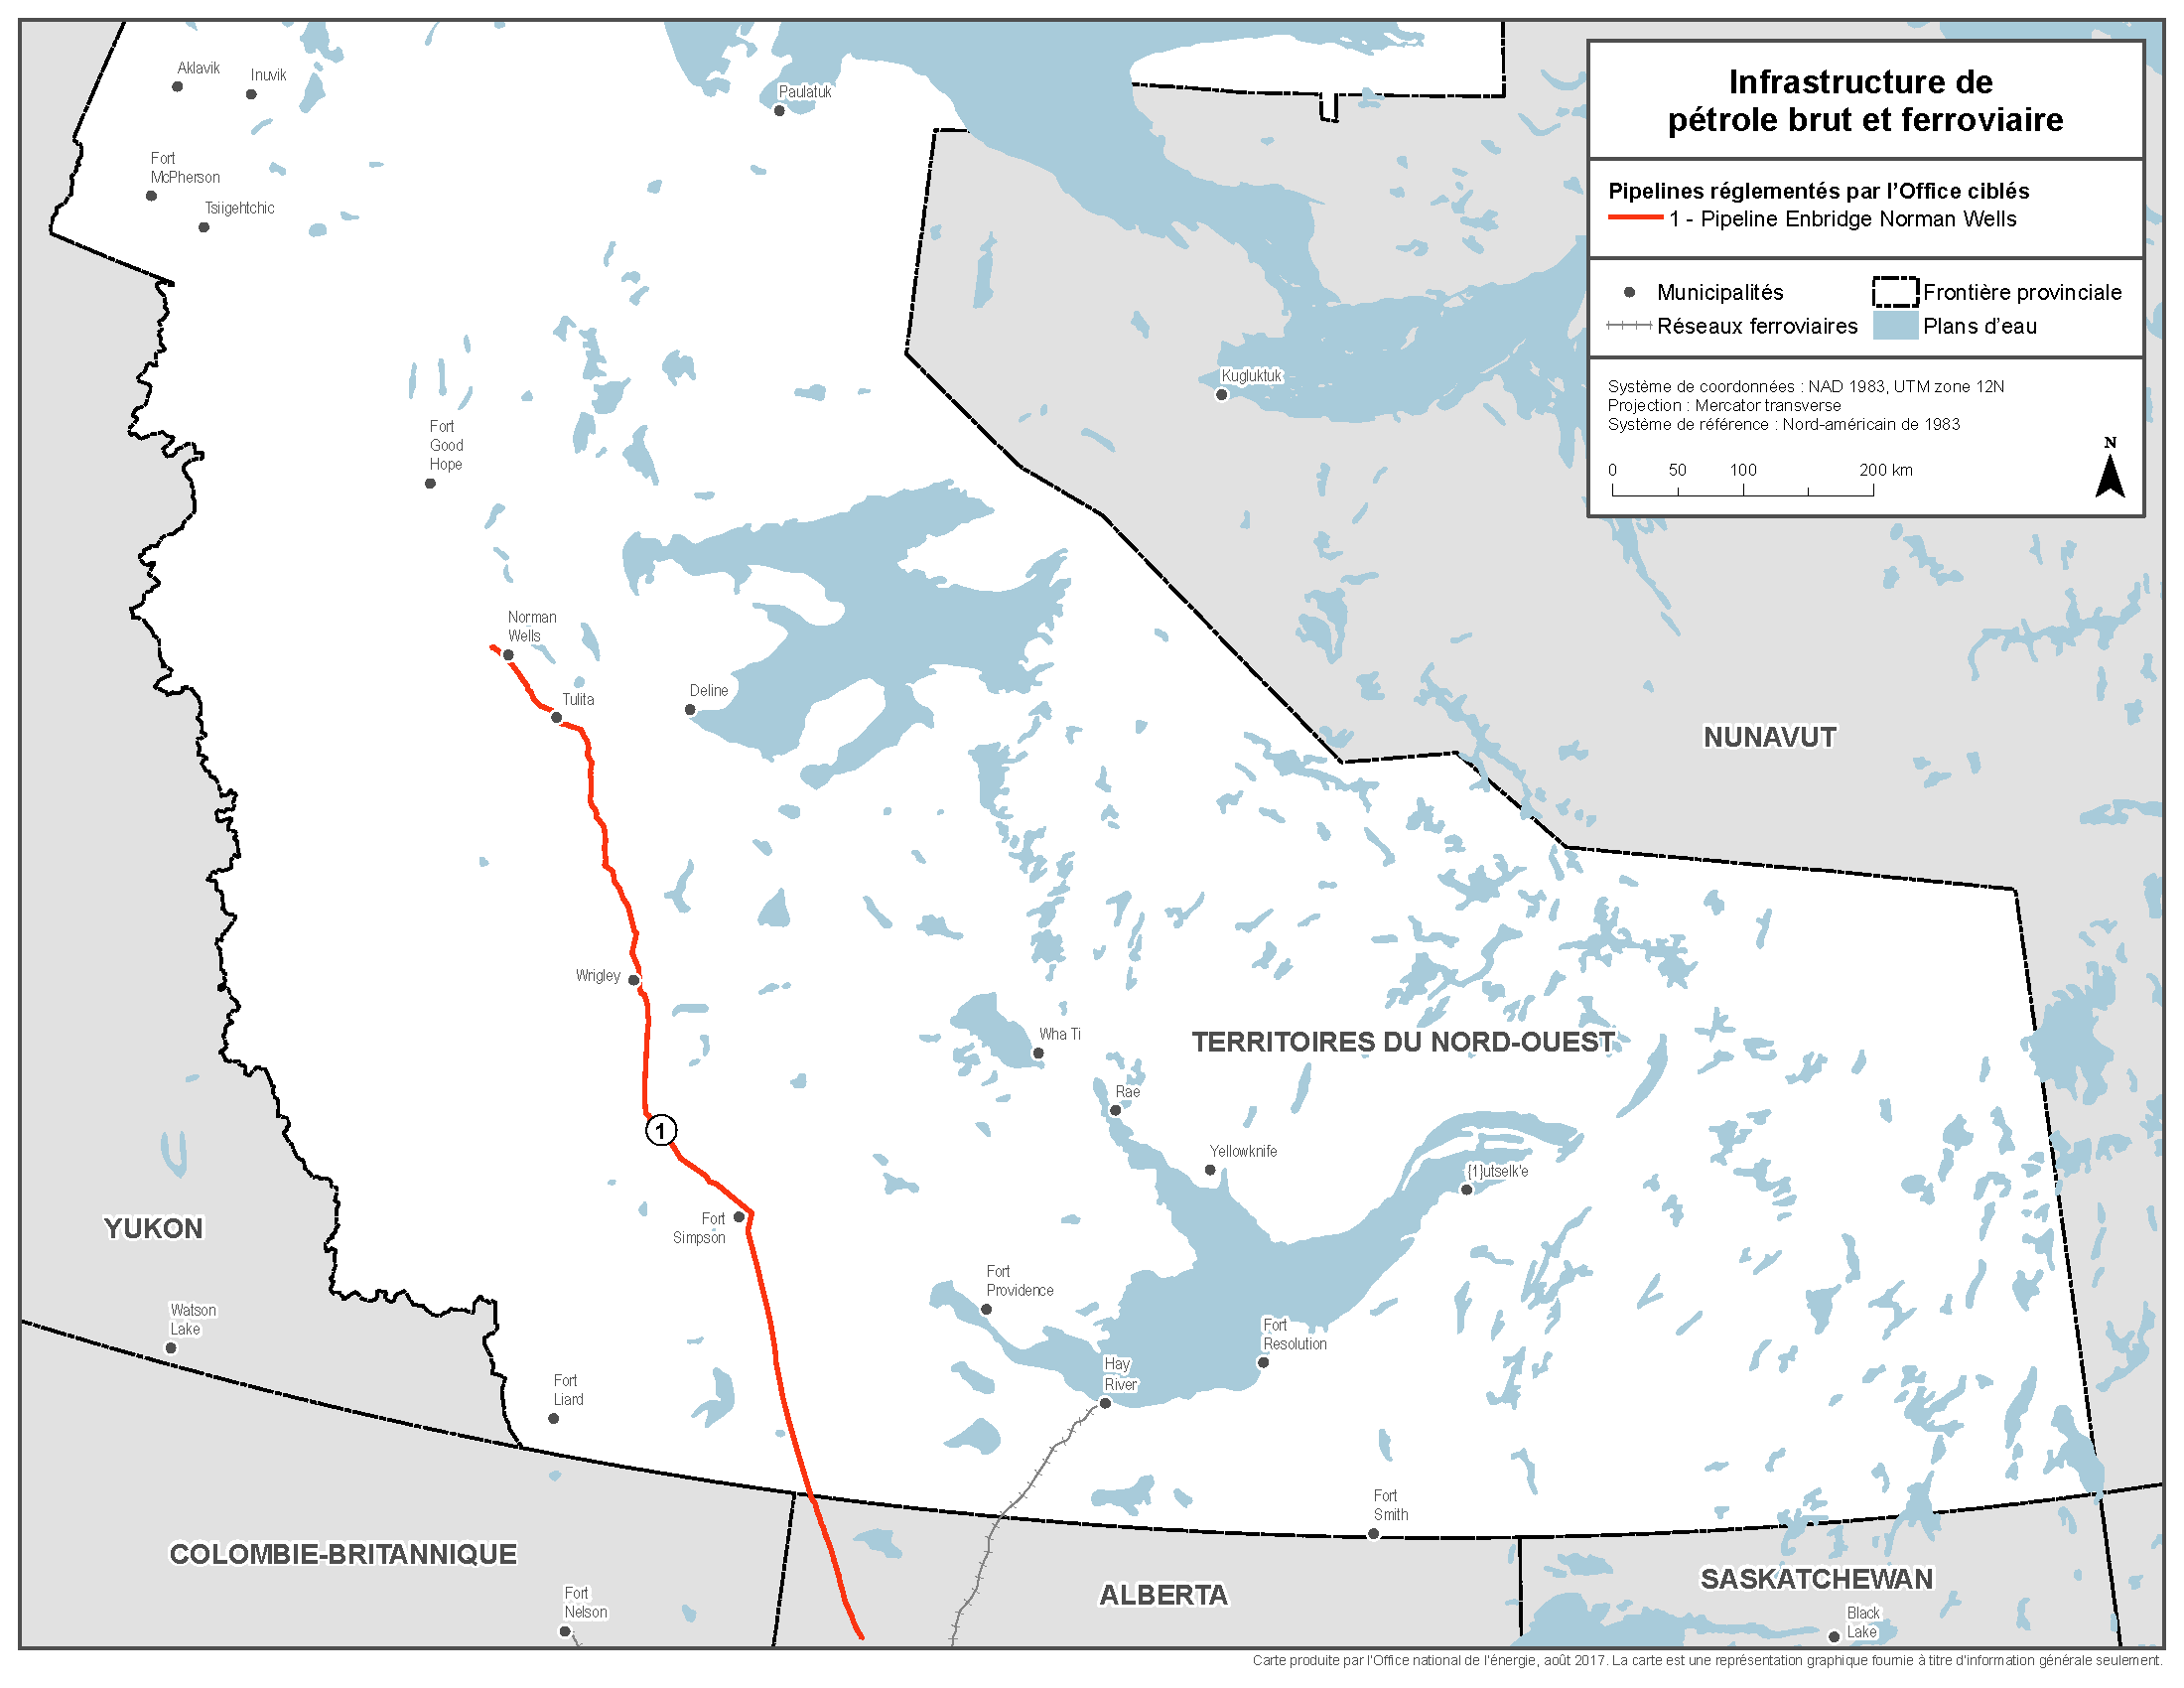 Infrastructure de
pétrole brut et ferroviaire
Pipelines réglementés par l'Office ciblés
1 - Pipeline Enbridge Norman Wells
Municipalités
Frontière provinciale
Réseaux ferroviaires
Plans d'eau
Système de coordonnées : NAD 1983, UTM zone 12N
Projection : Mercator transverse
Système de référence : Nord-américain de 1983
N
0 50 100 200 km
Aklavik
Inuvik
Paulatuk
Fort
McPherson
Tsiigehtchic
Kugluktuk
Fort
Good
Hope
Norman
Wells
Tulita
Deline
NUNAVUT
Wrigley
Wha Ti
TERRITOIRES DU NORD-OUEST
Rae
1
Yellowknife
{1}utselk'e
Fort
Simpson
YUKON
Fort
Providence
Watson
Lake
Fort
Resolution
Hay
River
Fort
Liard
Fort
Smith
COLOMBIE-BRITANNIQUE
ALBERTA
SASKATCHEWAN
Fort
Nelson
Black
Lake
Carte produite par l'Office national de l'énergie, août 2017. La carte est une représentation graphique fournie à titre d'information générale seulement.